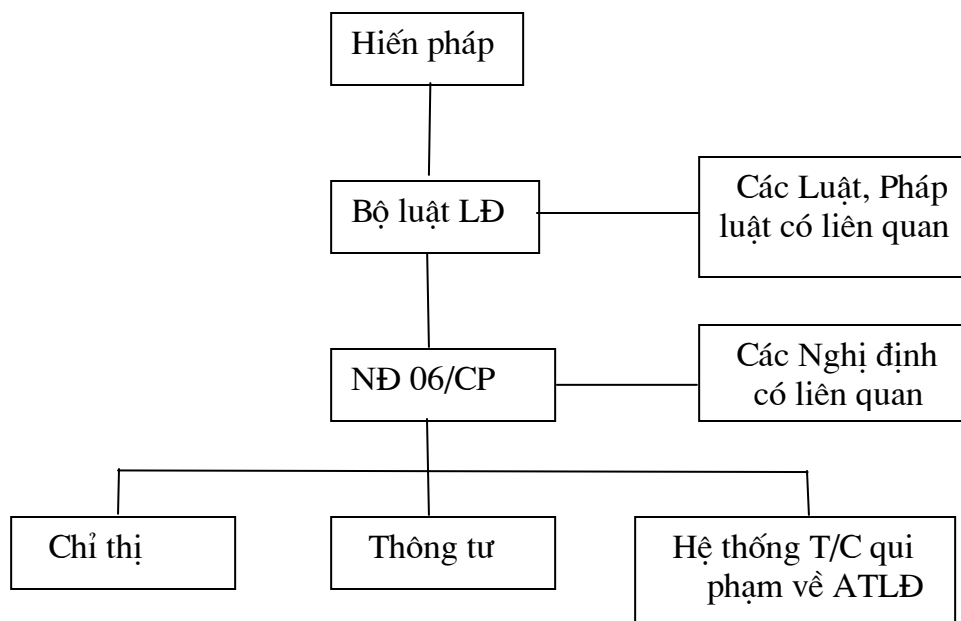 Hiến pháp
Bộ luật LĐ
Các Luật, Pháp
luật có liên quan
NĐ 06/CP
Các Nghị định
có liên quan
Chỉ thị
Thông tư
Hệ thống T/C qui
phạm về ATLĐ